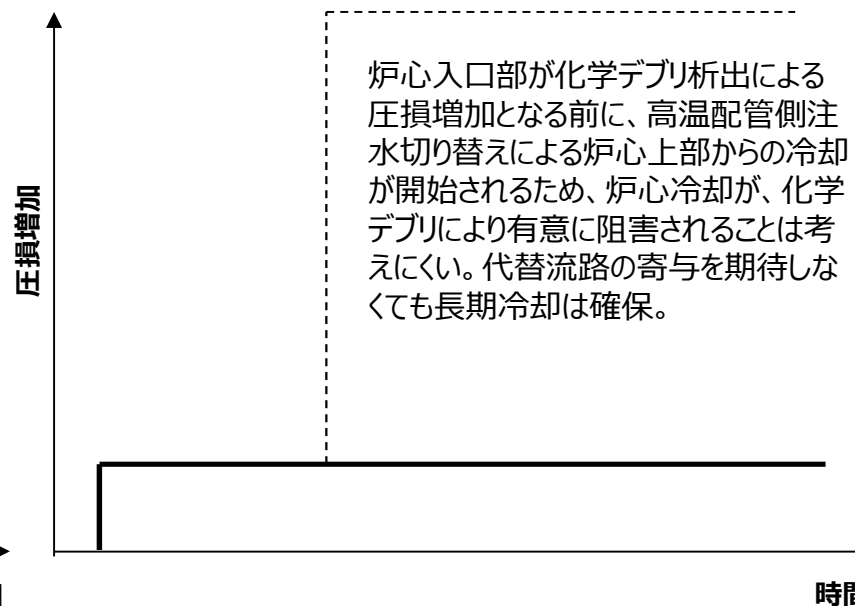 炉心入口部が化学デブリ析出による
圧損増加となる前に、高温配管側注
水切り替えによる炉心上部からの冷却
が開始されるため、炉心冷却が、化学
デブリにより有意に阻害されることは考
えにくい。代替流路の寄与を期待しな
くても長期冷却は確保。
圧損増加
時間